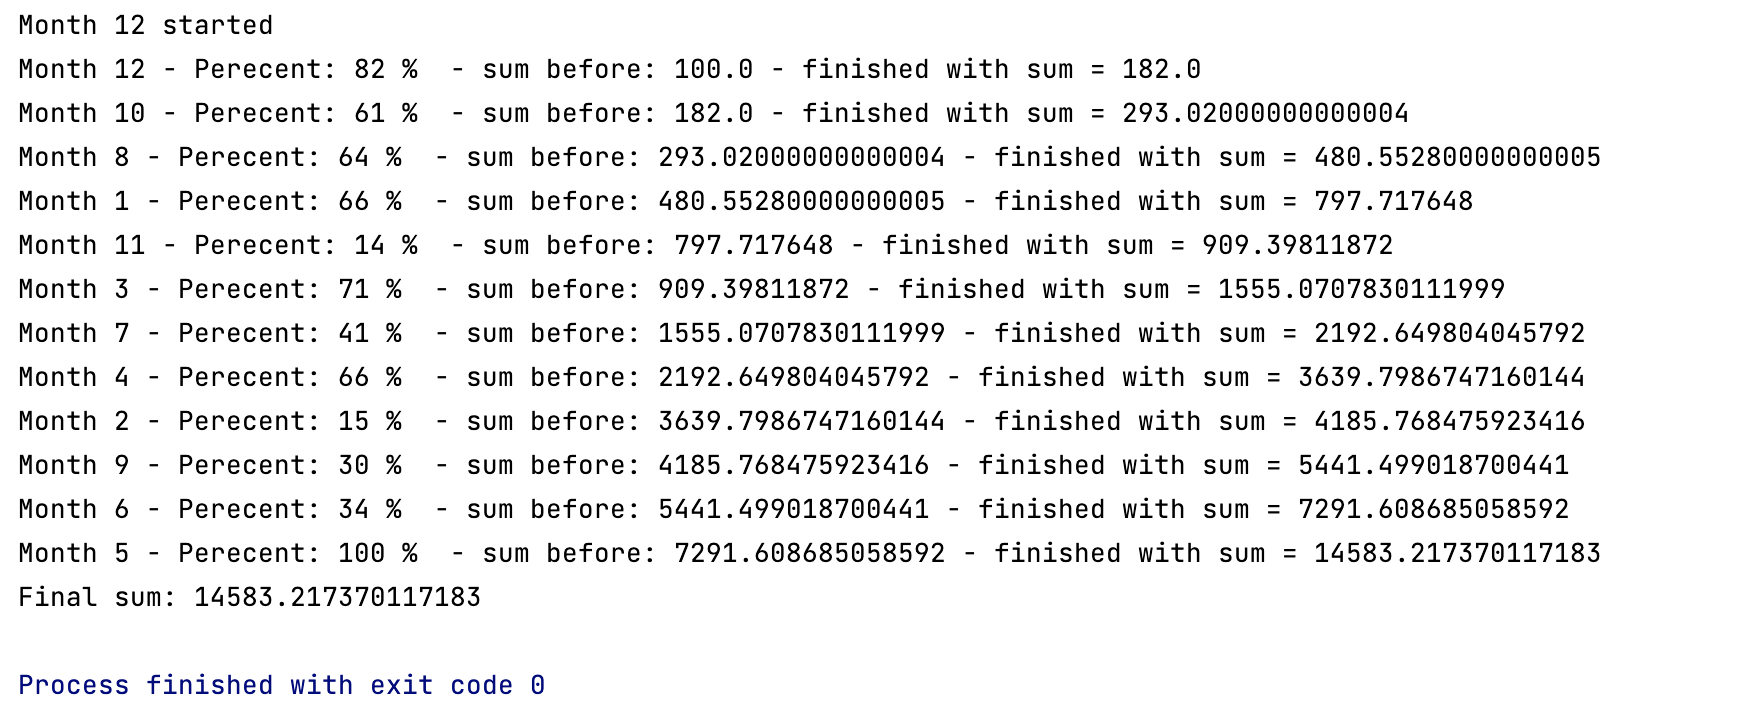 Month 12 started
Month 12 - Perecent: 82 %  - sum before: 100.0 - finished with sum = 182.0
Month 10 - Perecent: 61 %  - sum before: 182.0 - finished with sum = 293.02000000000004
Month 8 - Perecent: 64 %  - sum before: 293.02000000000004 - finished with sum = 480.55280000000005
Month 1 - Perecent: 66 %  - sum before: 480.55280000000005 - finished with sum = 797.717648
Month 11 - Perecent: 14 %  - sum before: 797.717648 - finished with sum = 909.39811872
Month 3 - Perecent: 71 %  - sum before: 909.39811872 - finished with sum = 1555.0707830111999
Month 7 - Perecent: 41 %  - sum before: 1555.0707830111999 - finished with sum = 2192.649804045792
Month 4 - Perecent: 66 %  - sum before: 2192.649804045792 - finished with sum = 3639.7986747160144
Month 2 - Perecent: 15 %  - sum before: 3639.7986747160144 - finished with sum = 4185.768475923416
Month 9 - Perecent: 30 %  - sum before: 4185.768475923416 - finished with sum = 5441.499018700441
Month 6 - Perecent: 34 %  - sum before: 5441.499018700441 - finished with sum = 7291.608685058592
Month 5 - Perecent: 100 %  - sum before: 7291.608685058592 - finished with sum = 14583.217370117183
Final sum: 14583.217370117183
Process finished with exit code 0